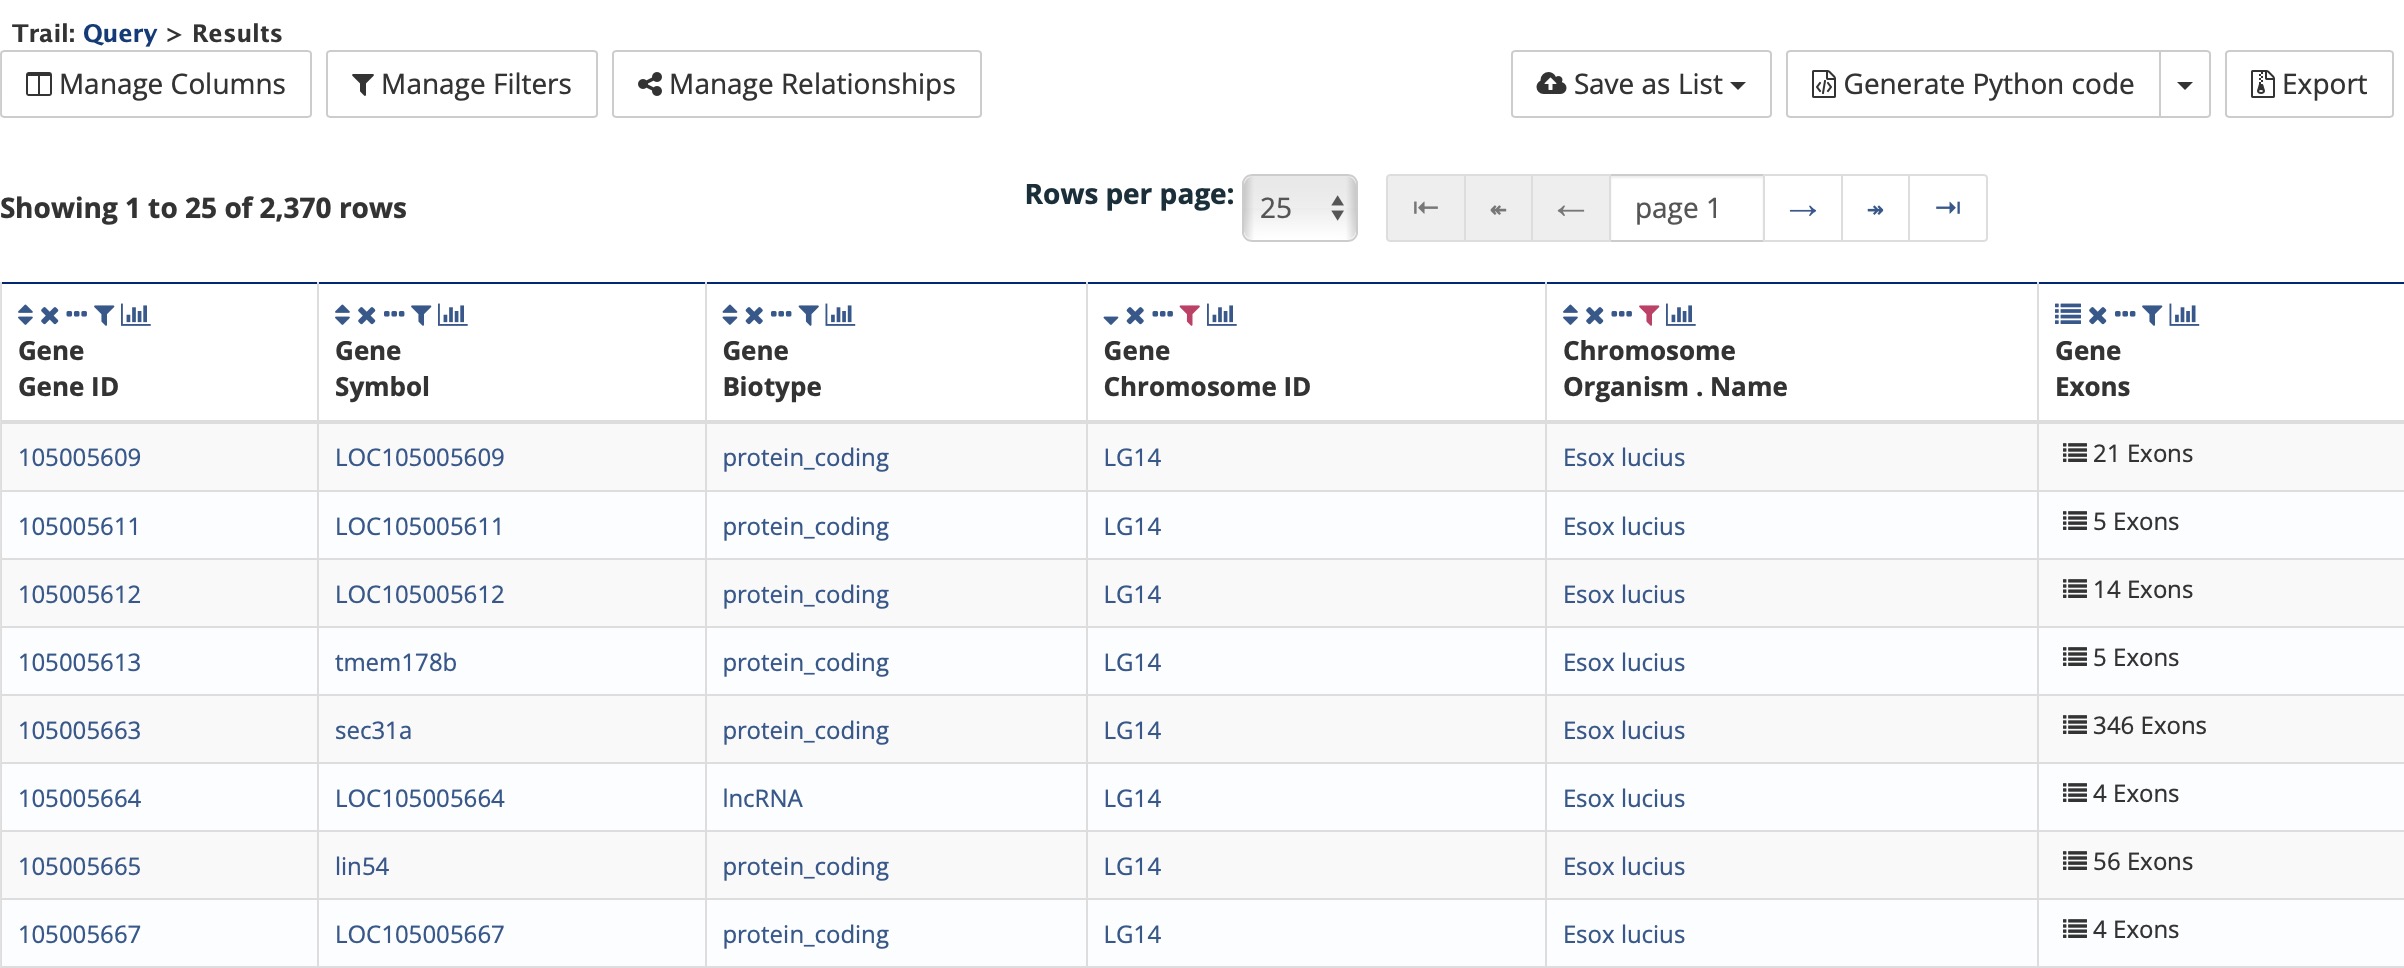 Trail: Query > Results
Manage Columns Manage Filters Manage Relationships Save as List Generate Python code Export
Showing 1 to 25 of 2,370 rows Rows per page: 25 page 1
Gene Gene Gene Gene Chromosome Gene
Gene ID Symbol Biotype Chromosome ID Organism . Name Exons
105005609 LOC105005609 protein_coding LG14 Esox lucius 21 Exons
105005611 LOC105005611 protein_coding LG14 Esox lucius 5 Exons
105005612 LOC105005612 protein_coding LG14 Esox lucius 14 Exons
105005613 tmem178b protein_coding LG14 Esox lucius 5 Exons
105005663 sec31a protein_coding LG14 Esox lucius 346 Exons
105005664 LOC105005664 lncRNA LG14 Esox lucius 4 Exons
105005665 lin54 protein_coding LG14 Esox lucius 56 Exons
105005667 LOC105005667 protein_coding LG14 Esox lucius 4 Exons